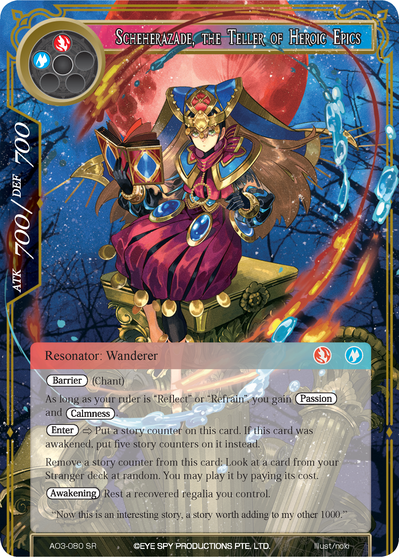 Scheherazade, the Teller of Heroic Epics
ATK 700/DEF 700
Resonator: Wanderer
Barrier (Chant)
As long as your ruler is “Reflect” or “Refrain”, you gain Passion
and Calmness.
Enter ⇨ Put a story counter on this card. If this card was
awakened, put five story counters on it instead.
Remove a story counter from this card: Look at a card from your
Stranger deck at random. You may play it by paying its cost.
Awakening Rest a recovered regalia you control.
“Now this is an interesting story, a story worth adding to my other 1000.”
AO3-080 SR ©EYE SPY PRODUCTIONS PTE. LTD. Illust/noki